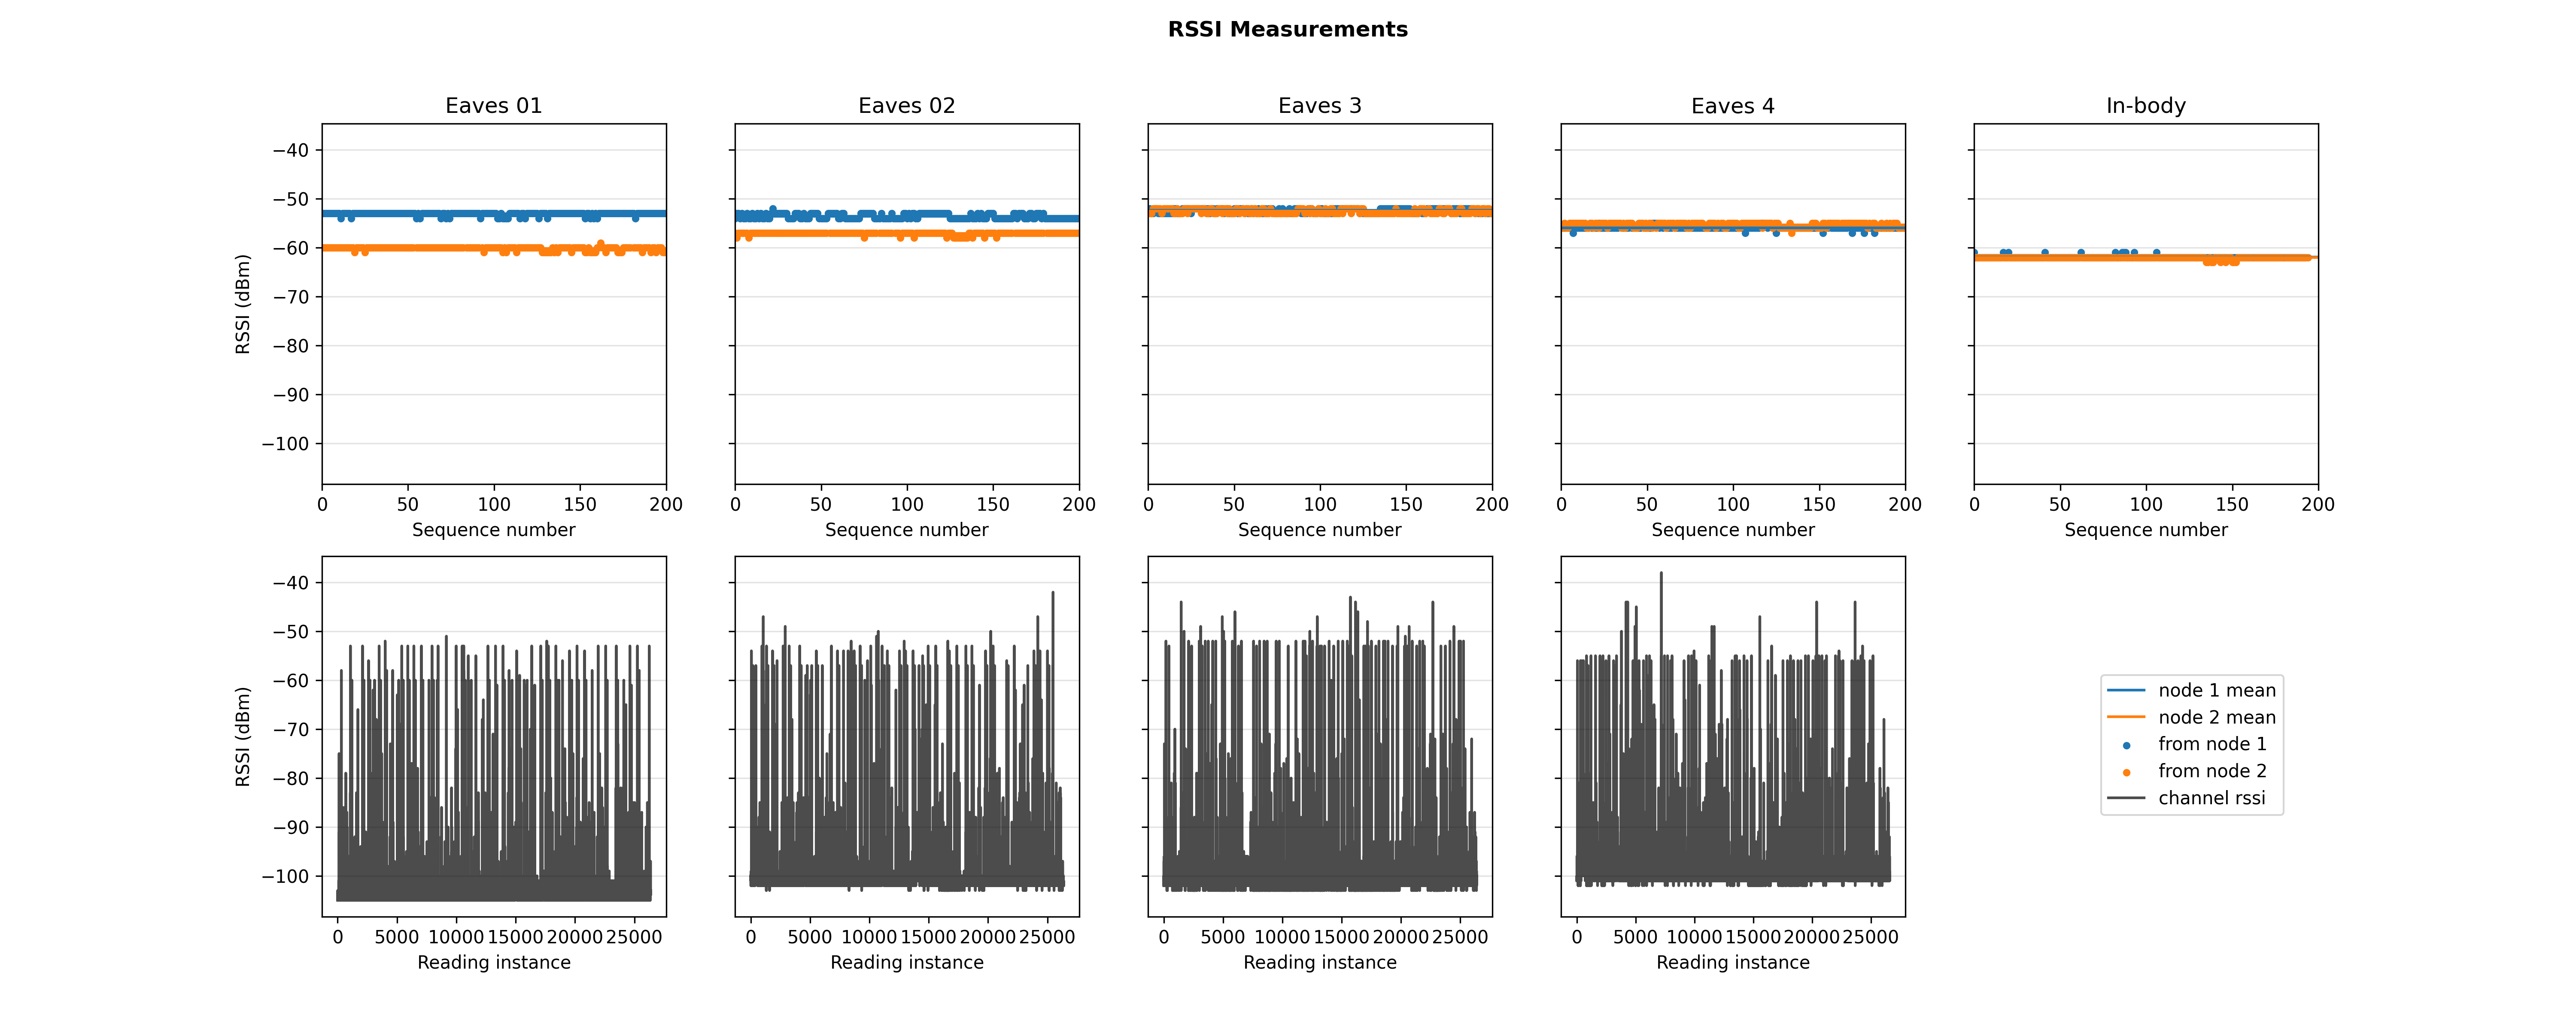 RSSI Measurements
Eaves 01 Eaves 02 Eaves 3 Eaves 4 In-body
RSSI (dBm)
−40
−50
−60
−70
−80
−90
−100
0 50 100 150 200 0 50 100 150 200 0 50 100 150 200 0 50 100 150 200 0 50 100 150 200
Sequence number Sequence number Sequence number Sequence number Sequence number
RSSI (dBm)
−40
−50
−60
−70
−80
−90
−100
0 5000 10000 15000 20000 25000 0 5000 10000 15000 20000 25000 0 5000 10000 15000 20000 25000 0 5000 10000 15000 20000 25000
Reading instance Reading instance Reading instance Reading instance
node 1 mean
node 2 mean
from node 1
from node 2
channel rssi